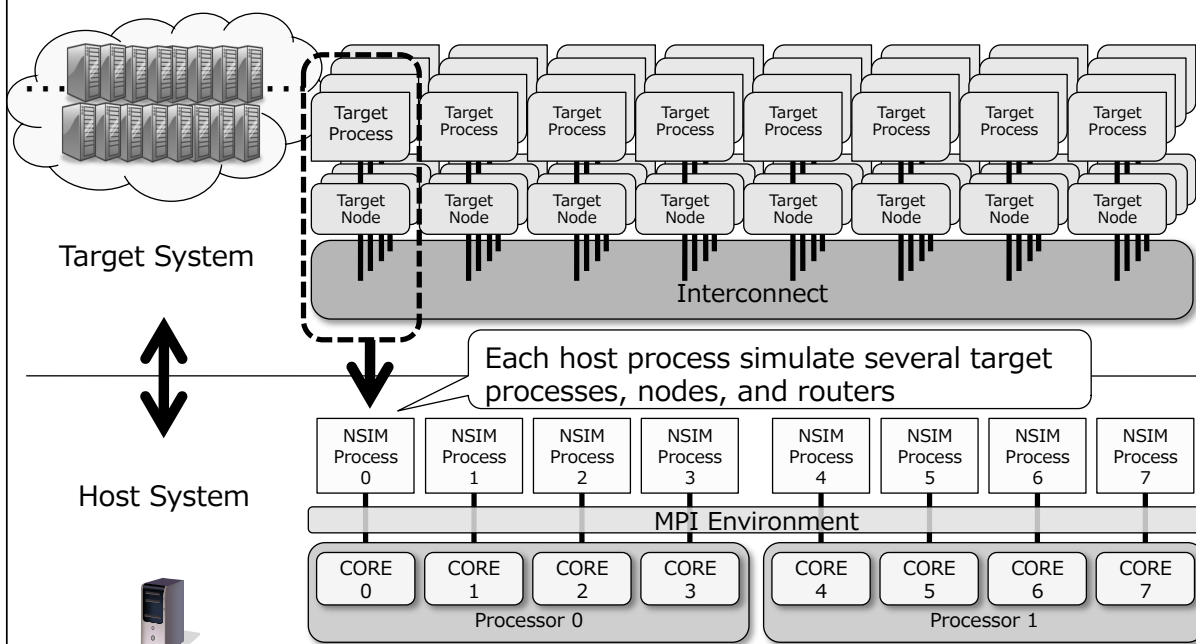 Target
Process
Target
Process
Target
Process
Target
Process
Target
Process
Target
Process
Target
Process
Target
Process
Target
Node
Target
Node
Target
Node
Target
Node
Target
Node
Target
Node
Target
Node
Target
Node
Target System
Interconnect
Each host process simulate several target
processes, nodes, and routers
NSIM
Process
0
NSIM
Process
1
NSIM
Process
2
NSIM
Process
3
NSIM
Process
4
NSIM
Process
5
NSIM
Process
6
NSIM
Process
7
Host System
MPI Environment
CORE
0
CORE
1
CORE
2
CORE
3
CORE
4
CORE
5
CORE
6
CORE
7
Processor 0
Processor 1